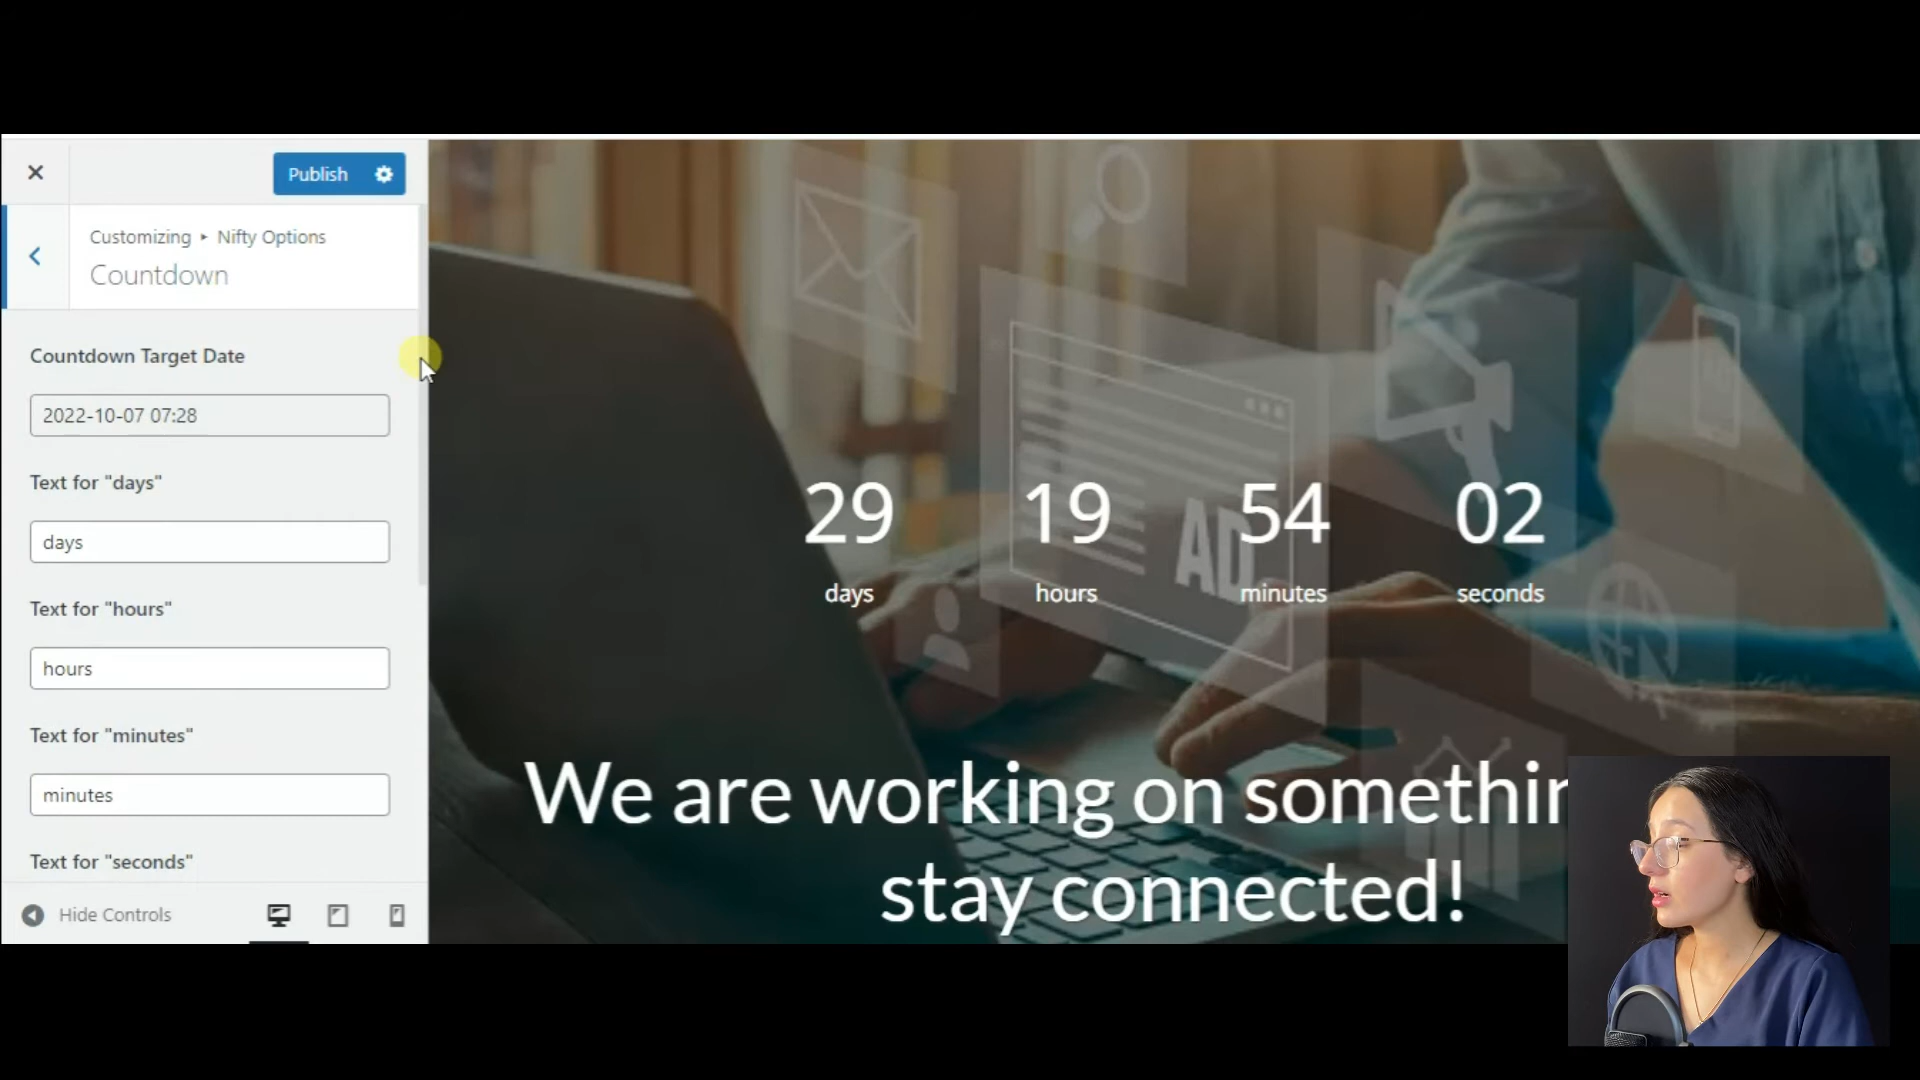 Publish
Customizing ▸ Nifty Options
Countdown
Countdown Target Date
2022-10-07 07:28
Text for "days"
days
Text for "hours"
hours
Text for "minutes"
minutes
Text for "seconds"
Hide Controls
29 19 54 02
days hours minutes seconds
AD
We are working on somethin
stay connected!